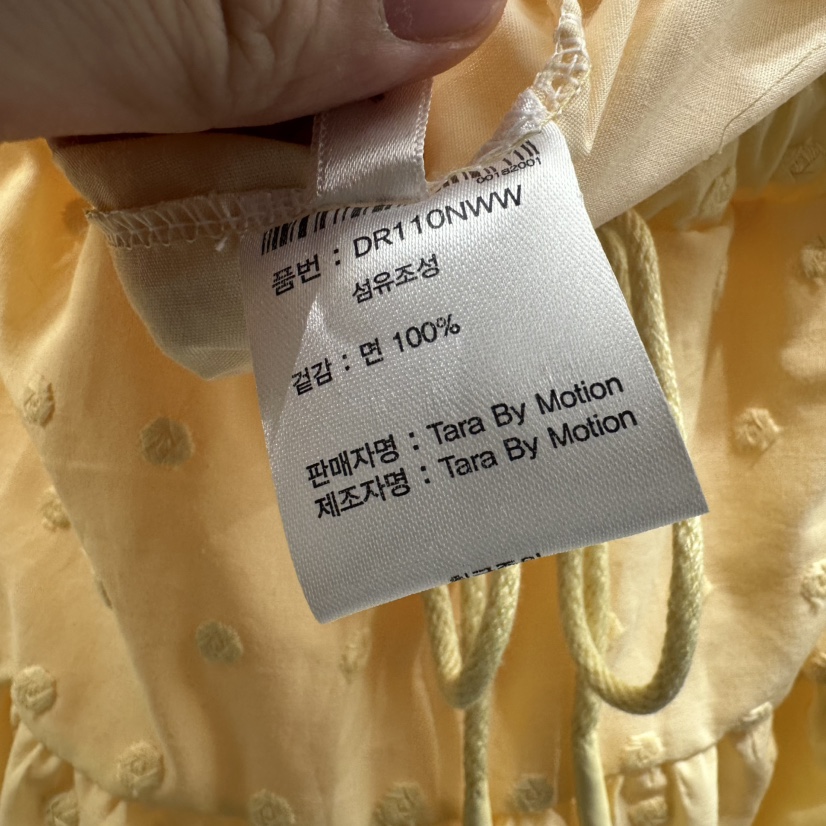 00182001
품번 : DR110NWW
섬유조성
겉감 : 면 100%
판매자명 : Tara By Motion
제조자명 : Tara By Motion